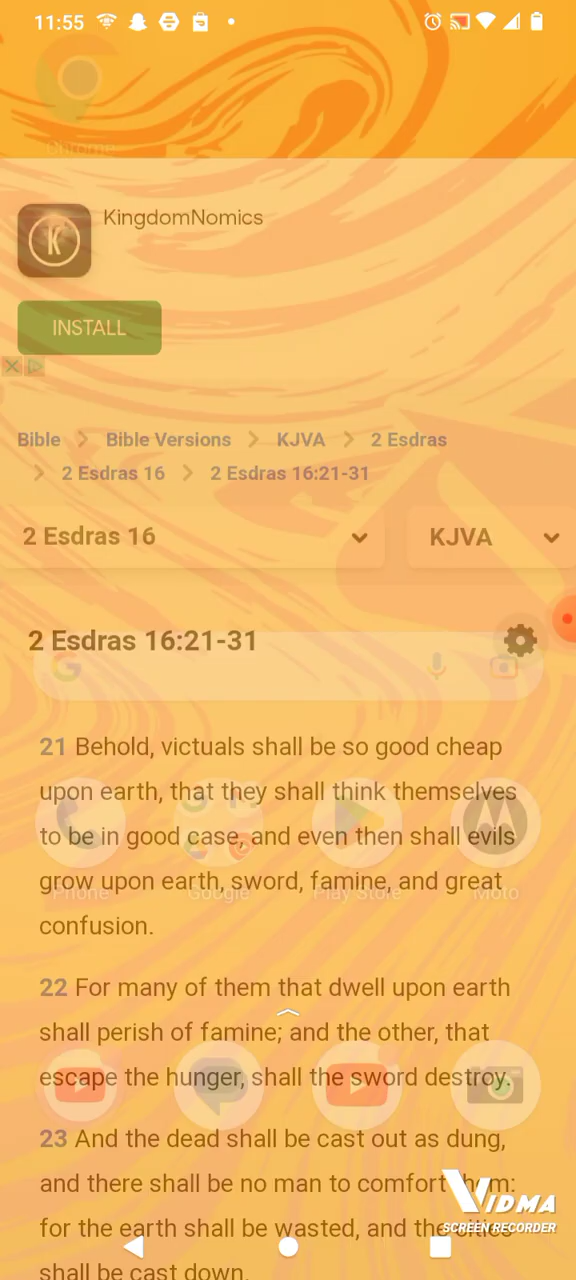 11:55
Chrome
KingdomNomics
K
INSTALL
Bible > Bible Versions > KJVA > 2 Esdras
> 2 Esdras 16 > 2 Esdras 16:21-31
2 Esdras 16 KJVA
2 Esdras 16:21-31
21 Behold, victuals shall be so good cheap
upon earth, that they shall think themselves
to be in good case, and even then shall evils
grow upon earth, sword, famine, and great
Phone Google Play Store Moto
confusion.
22 For many of them that dwell upon earth
shall perish of famine; and the other, that
escape the hunger, shall the sword destroy.
23 And the dead shall be cast out as dung,
and there shall be no man to comfort them:
for the earth shall be wasted, and the cities
shall be cast down.
VIDMA
SCREEN RECORDER